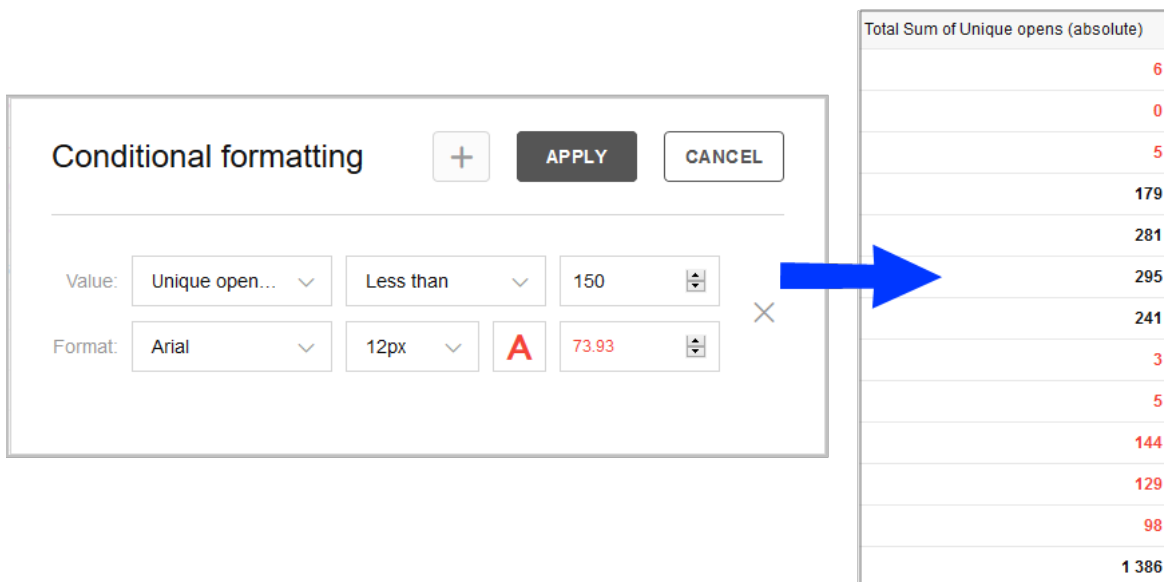 Conditional formatting
+
APPLY
CANCEL
Value: Unique open... Less than 150
Format: Arial 12px A 73.93
Total Sum of Unique opens (absolute)
6
0
5
179
281
295
241
3
5
144
129
98
1 386